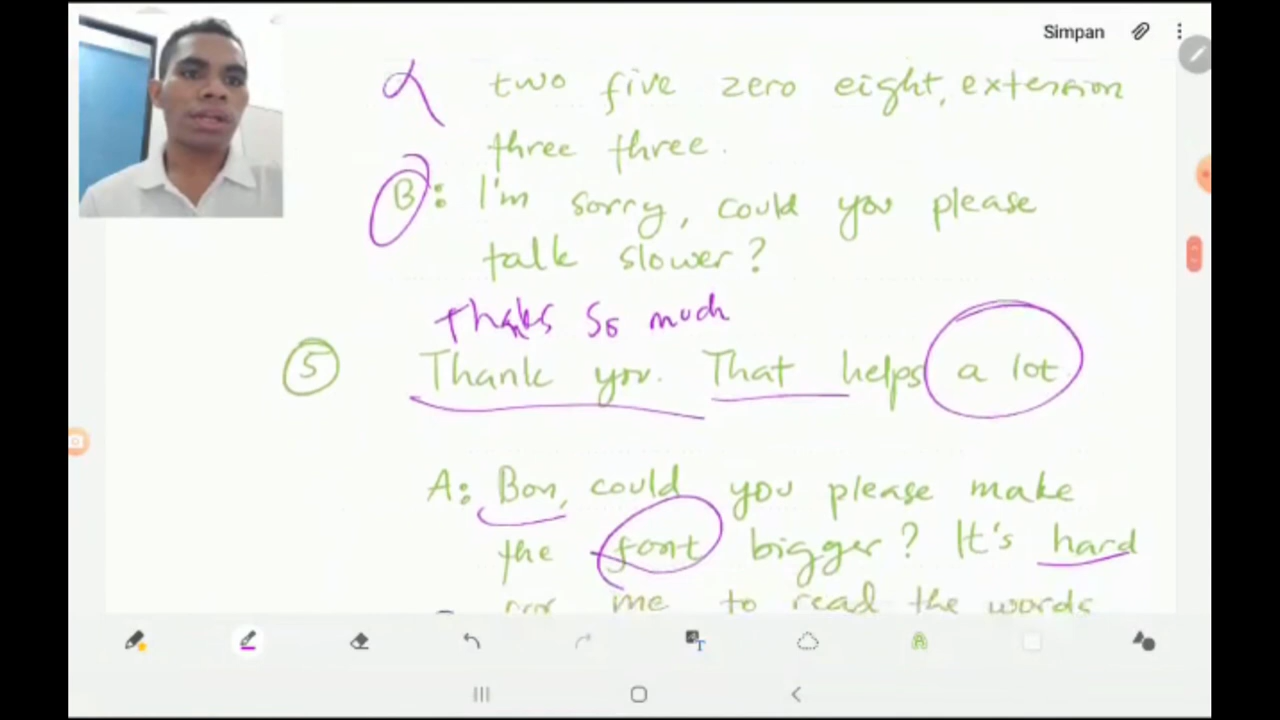 Simpan
two five zero eight, extension
three three.
B: I'm sorry, could you please
talk slower?
Thanks so much
5 Thank you. That helps a lot.
A: Bon, could you please make
the font bigger? It's hard
for me to read the words